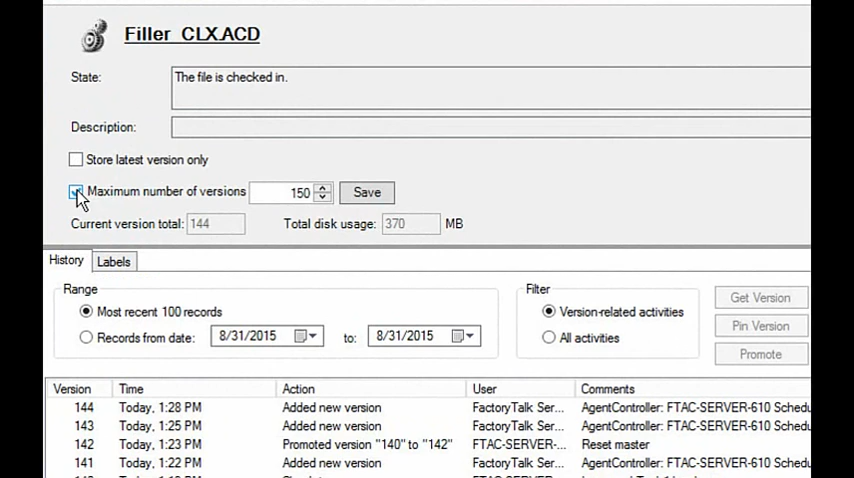 Filler_CLX.ACD
State: The file is checked in.
Description:
Store latest version only
Maximum number of versions 150 Save
Current version total: 144 Total disk usage: 370 MB
History Labels
Range Filter
Most recent 100 records Version-related activities Get Version
Records from date: 8/31/2015 to: 8/31/2015 All activities Pin Version
Promote
Version Time Action User Comments
144 Today, 1:28 PM Added new version FactoryTalk Ser... AgentController: FTAC-SERVER-610 Schedu
143 Today, 1:25 PM Added new version FactoryTalk Ser... AgentController: FTAC-SERVER-610 Schedu
142 Today, 1:23 PM Promoted version "140" to "142" FTAC-SERVER-... Reset master
141 Today, 1:22 PM Added new version FactoryTalk Ser... AgentController: FTAC-SERVER-610 Schedu